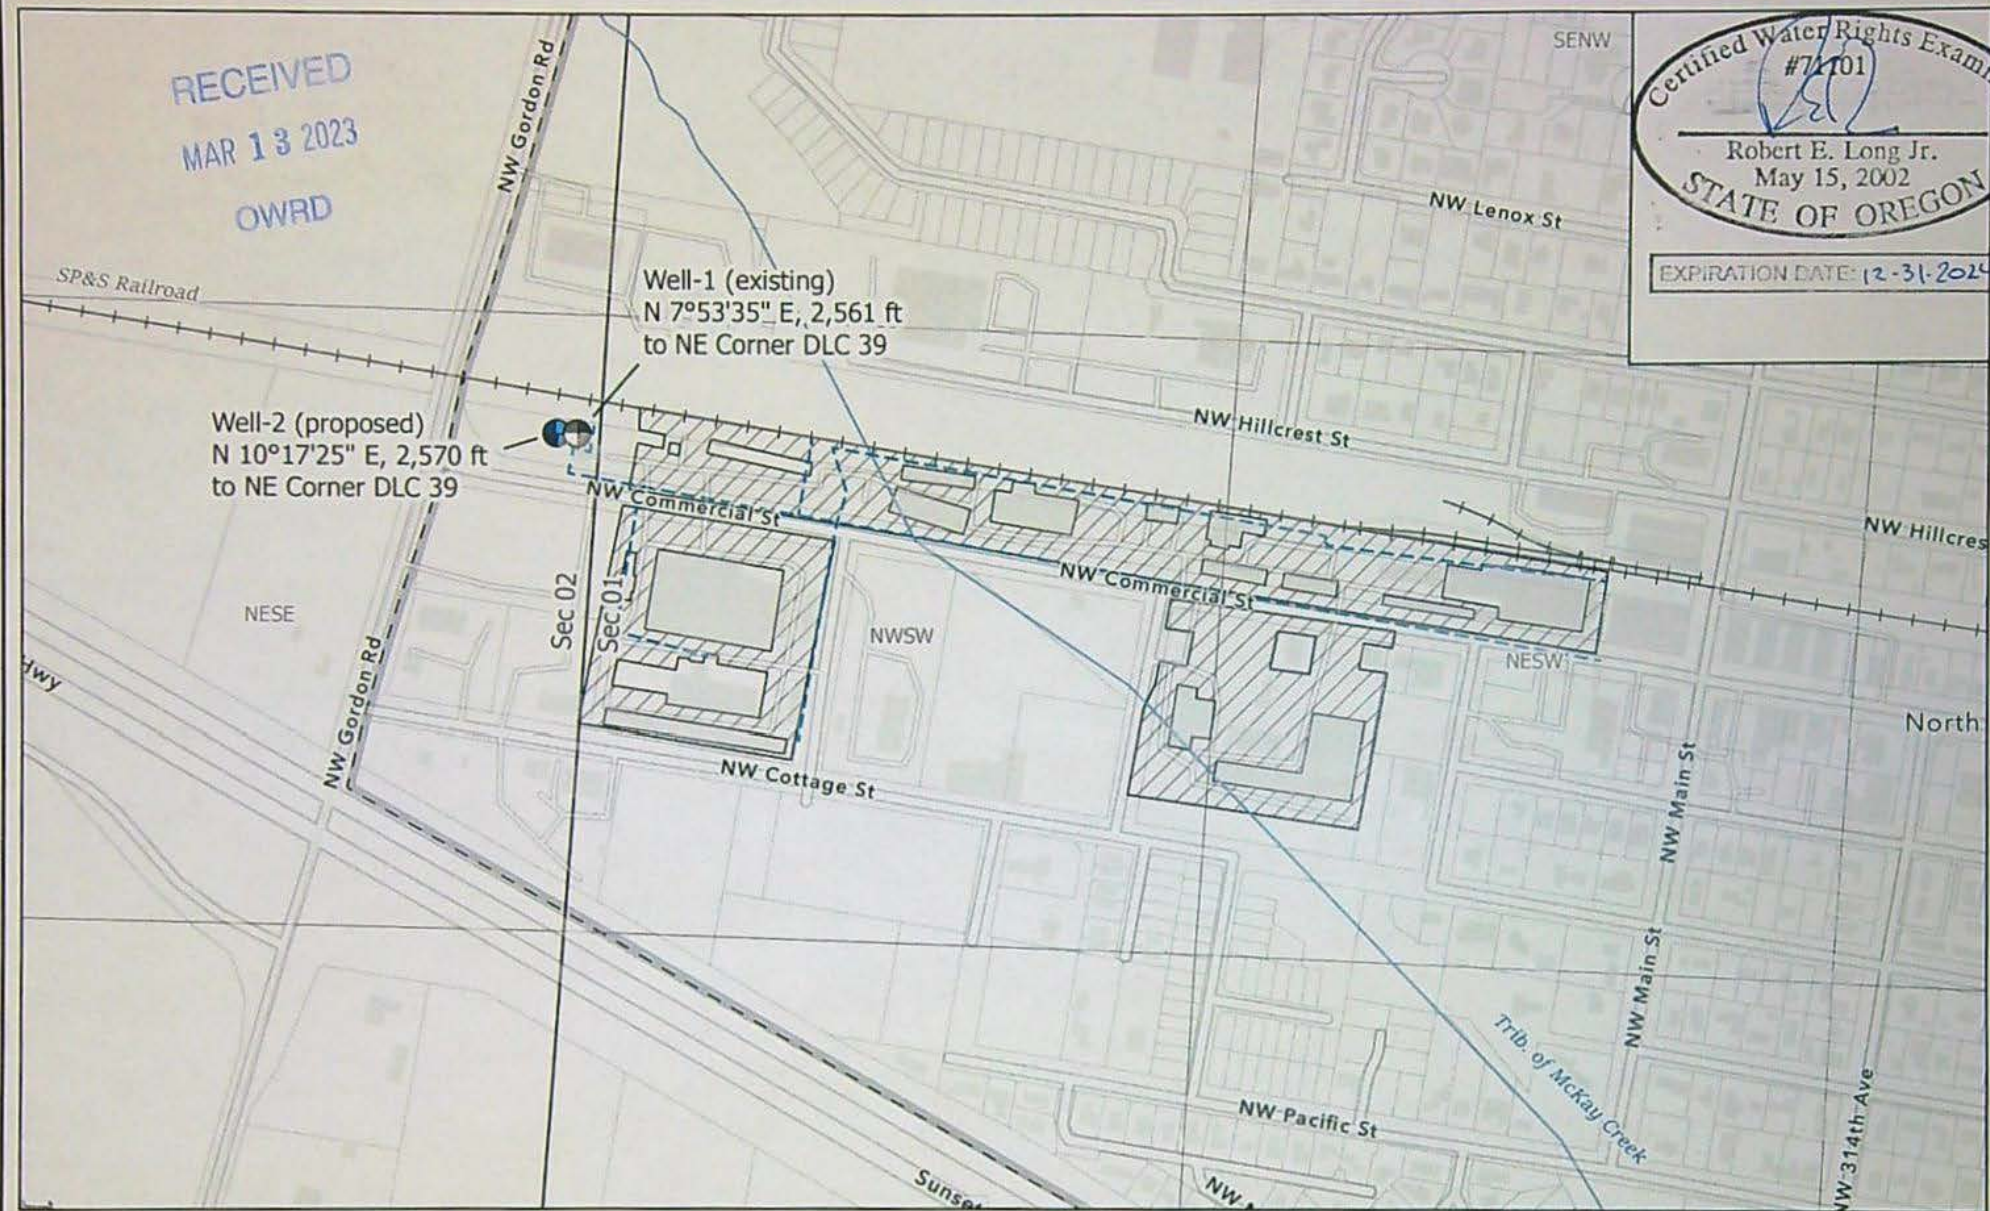 RECEIVED
MAR 13 2023
OWRD
NW Gordon Rd
SENW
Certified Water Rights
#71101
Robert E. Long Jr.
May 15, 2002
STATE OF OREGON
EXPIRATION DATE: 12-31-2024
NW Lenox St
SP&S Railroad
Well-1 (existing)
N 7°53'35" E, 2,561 ft
to NE Corner DLC 39
NW Hillcrest St
Well-2 (proposed)
N 10°17'25" E, 2,570 ft
to NE Corner DLC 39
NW Commercial St
NW Hillcres
NW Commercial St
Sec 02
Sec 01
NESE
NWSW
NESW
Hwy
NW Gordon Rd
North
NW Cottage St
NW Main St
NW Main St
Trib. of McKay Creek
NW Pacific St
NW 314th Ave
Sunset
NW